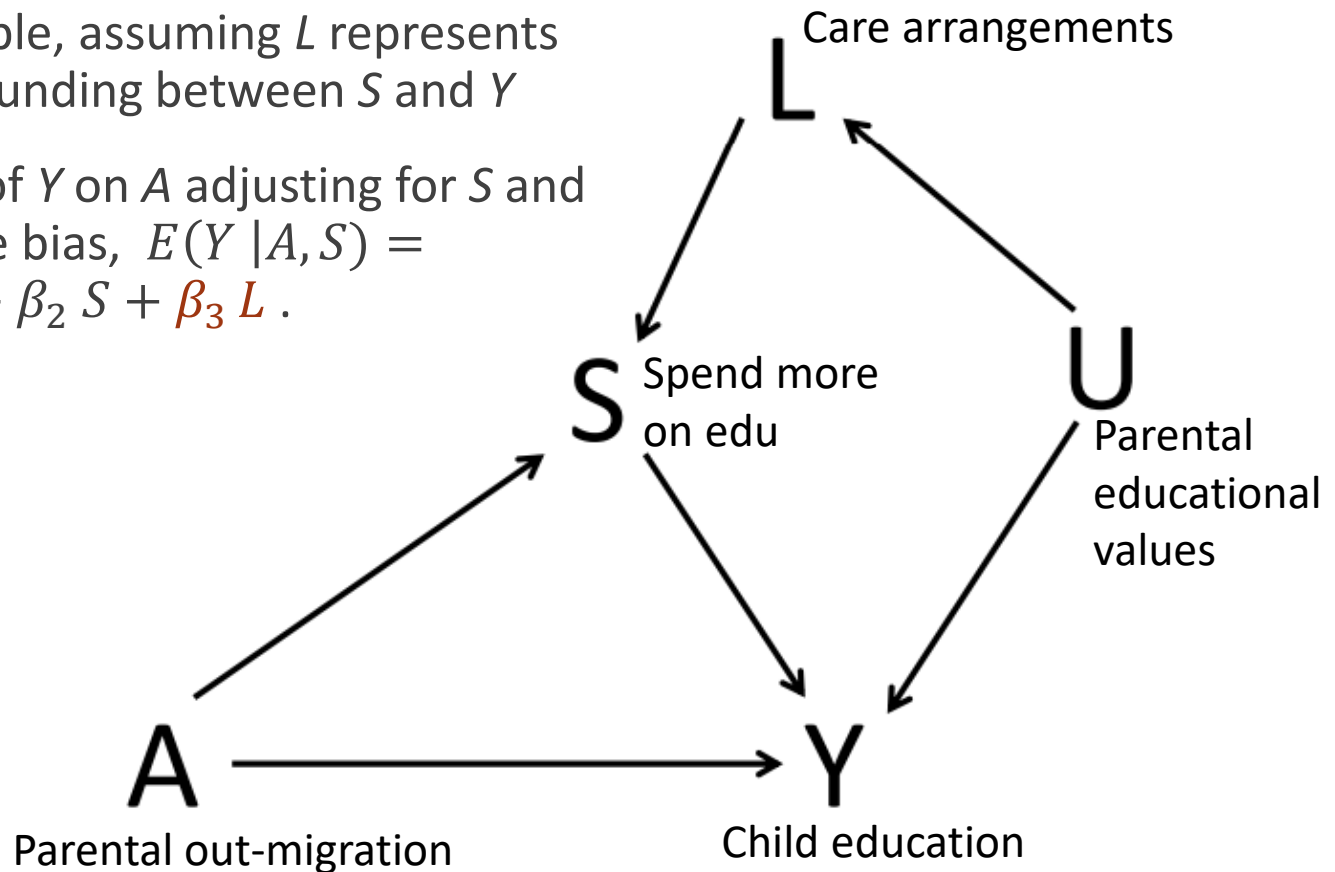 ble, assuming L represents
unding between S and Y
of Y on A adjusting for S and
e bias, E(Y |A, S) =
β₂ S + β₃ L .
L Care arrangements
S Spend more
on edu
U
Parental
educational
values
A
Parental out-migration
Y
Child education